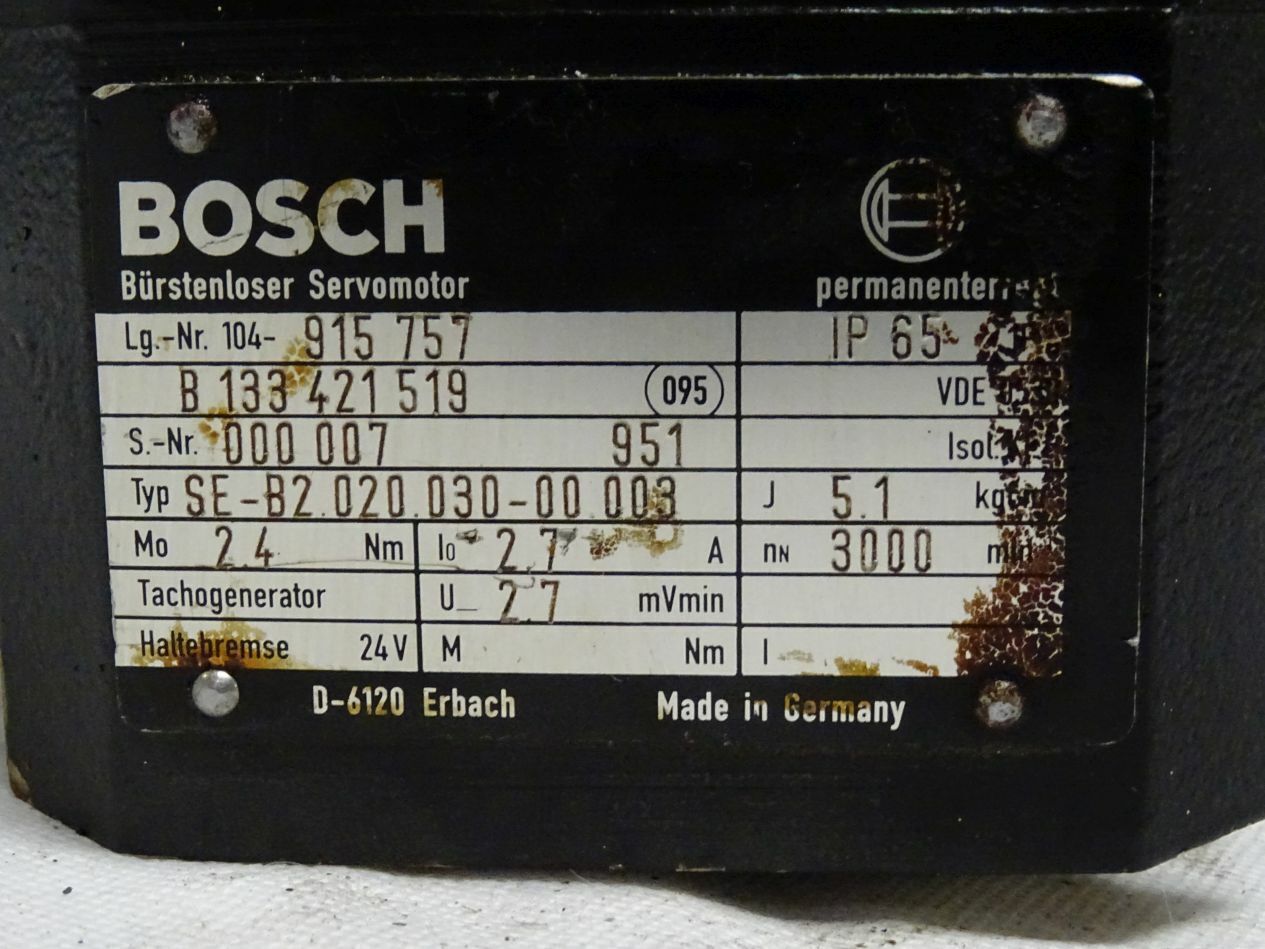 BOSCH
Bürstenloser Servomotor
Lg.-Nr. 104- 915 757 IP 65
B 133 421 519 095 VDE
S.-Nr. 000 007 951 Isol.
Typ SE-B2.020.030-00.003 J 5.1
Mo 2.4 Nm I0 2.7 A nN 3000
Tachogenerator U_ 2.7 mVmin
Haltebremse 24V M Nm I
D-6120 Erbach Made in Germany